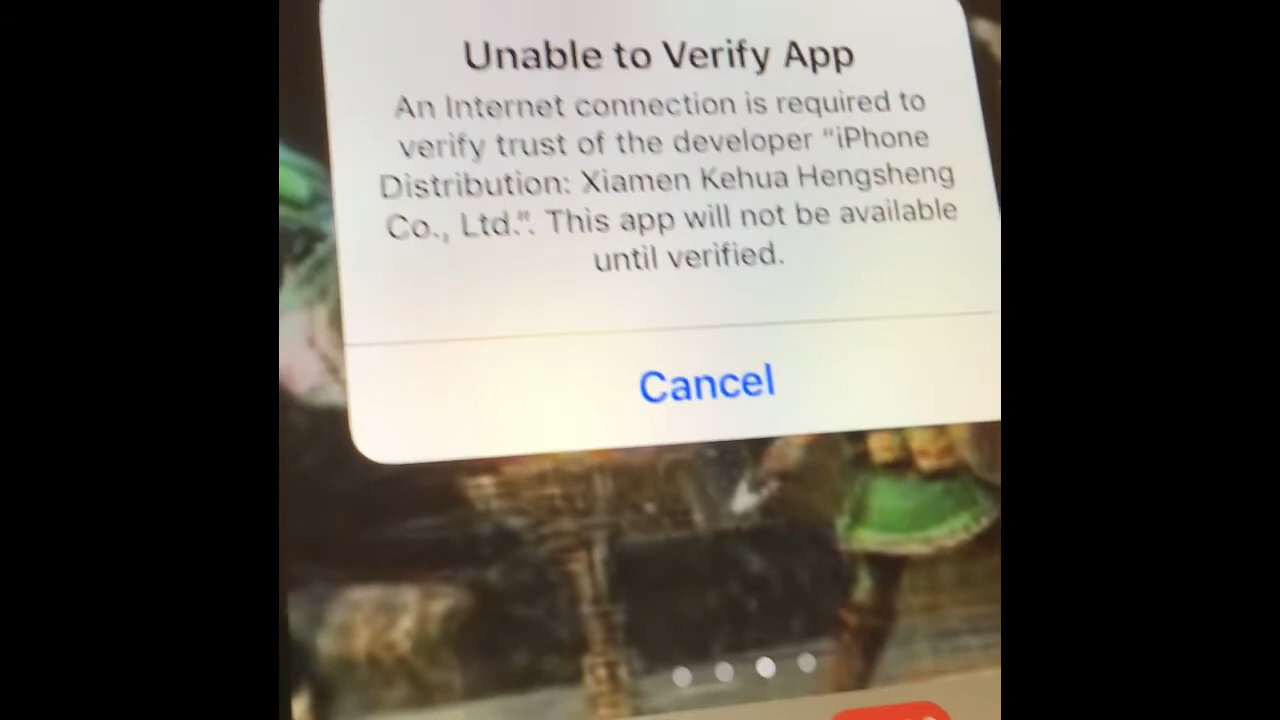 Unable to Verify App
An Internet connection is required to
verify trust of the developer “iPhone
Distribution: Xiamen Kehua Hengsheng
Co., Ltd.”. This app will not be available
until verified.
Cancel